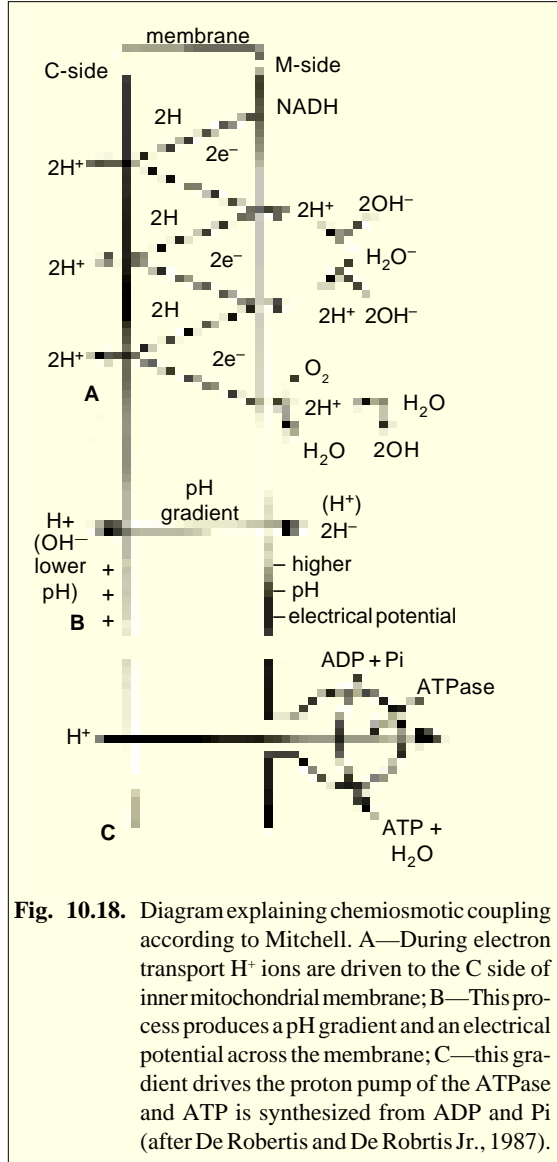 membrane
C-side
M-side
NADH
2H
2e⁻
2H⁺
2H⁺
2OH⁻
2H
H₂O⁻
2e⁻
2H⁺
2H⁺ 2OH⁻
2H
O₂
2e⁻
2H⁺
A
2H⁺
H₂O
H₂O
2OH
pH
gradient
(H⁺)
H+
2H⁻
(OH⁻
lower +
– higher
pH) +
– pH
B +
– electrical potential
ADP + Pi
ATPase
H⁺
C
ATP +
H₂O
Fig. 10.18. Diagram explaining chemiosmotic coupling
according to Mitchell. A—During electron
transport H⁺ ions are driven to the C side of
inner mitochondrial membrane; B—This pro-
cess produces a pH gradient and an electrical
potential across the membrane; C—this gra-
dient drives the proton pump of the ATPase
and ATP is synthesized from ADP and Pi
(after De Robertis and De Robrtis Jr., 1987).